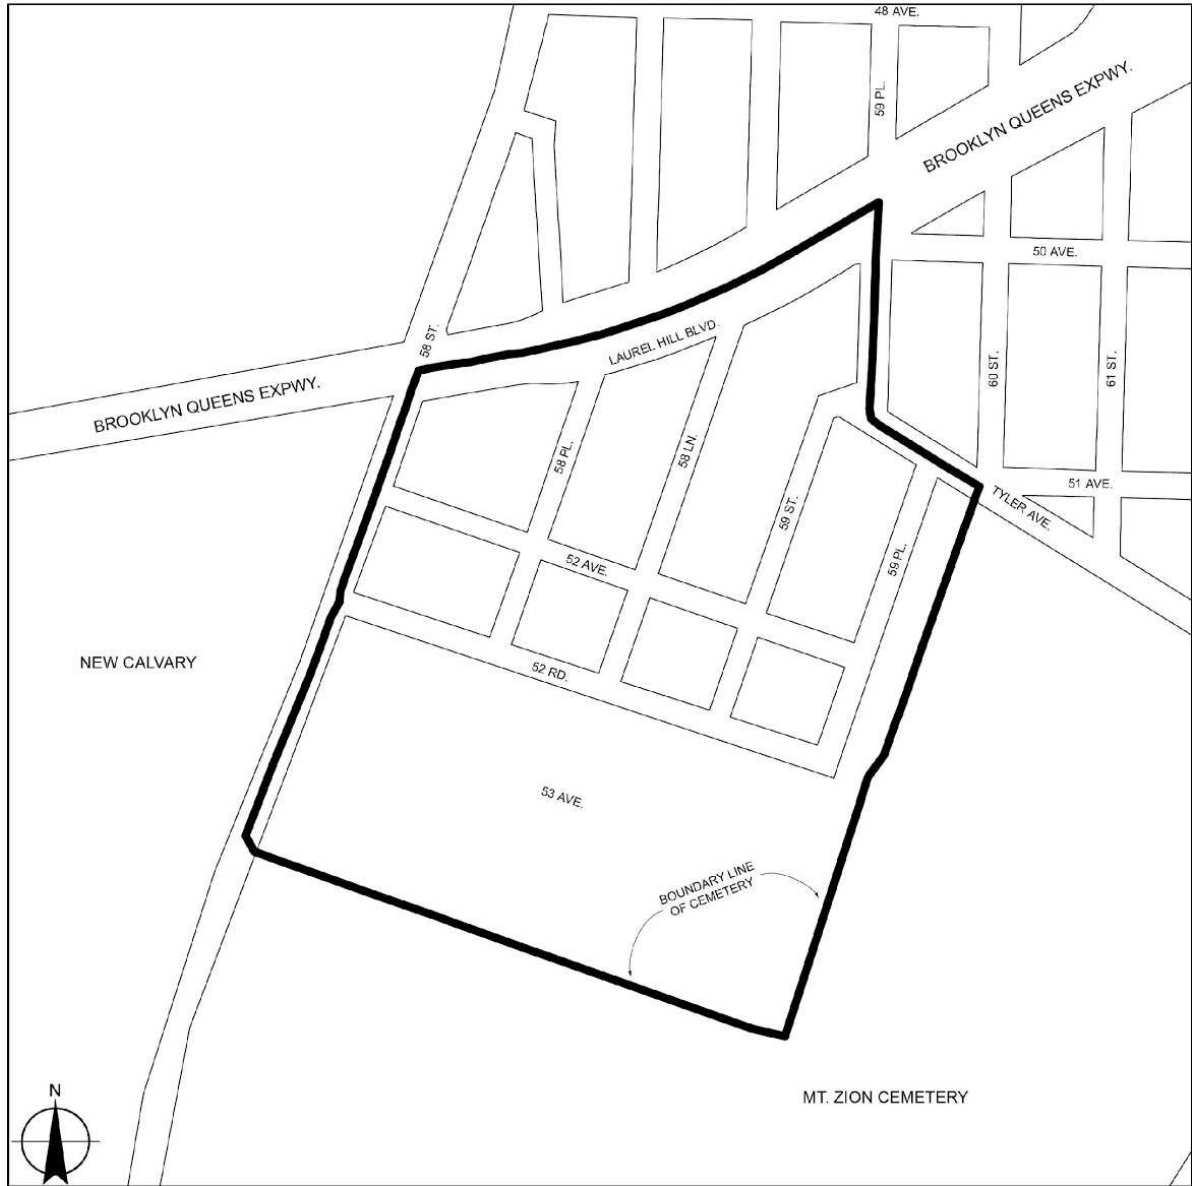 48 AVE.
59 PL.
BROOKLYN QUEENS EXPWY.
50 AVE.
58 ST.
LAUREL HILL BLVD.
60 ST.
61 ST.
BROOKLYN QUEENS EXPWY.
58 PL.
58 LN.
59 ST.
51 AVE.
TYLER AVE.
52 AVE.
59 PL.
NEW CALVARY
52 RD.
53 AVE.
BOUNDARY LINE
OF CEMETERY
N
MT. ZION CEMETERY